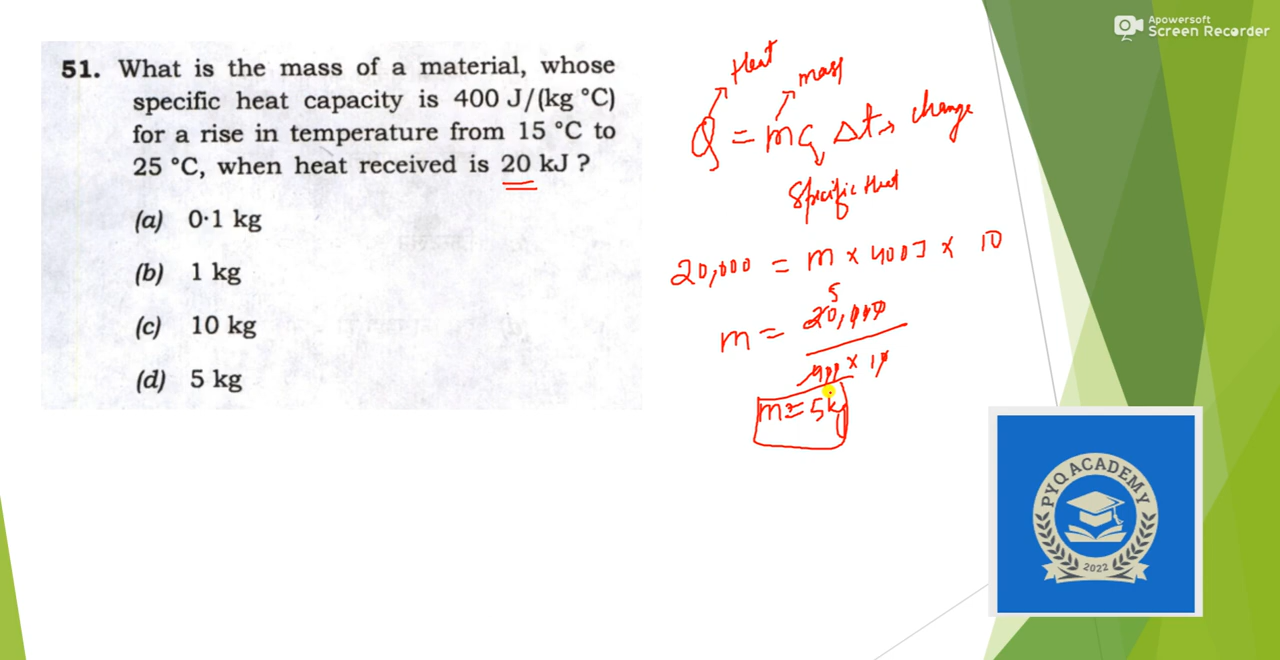 Apowersoft
Screen Recorder
51. What is the mass of a material, whose
specific heat capacity is 400 J/(kg °C)
for a rise in temperature from 15 °C to
25 °C, when heat received is 20 kJ ?
(a) 0·1 kg
(b) 1 kg
(c) 10 kg
(d) 5 kg
Heat
mass
Q = m c Δt → change
Specific Heat
20,000 = m × 400J × 10
5
m = 20,000
400 × 10
m = 5kg
PYQ ACADEMY
2022